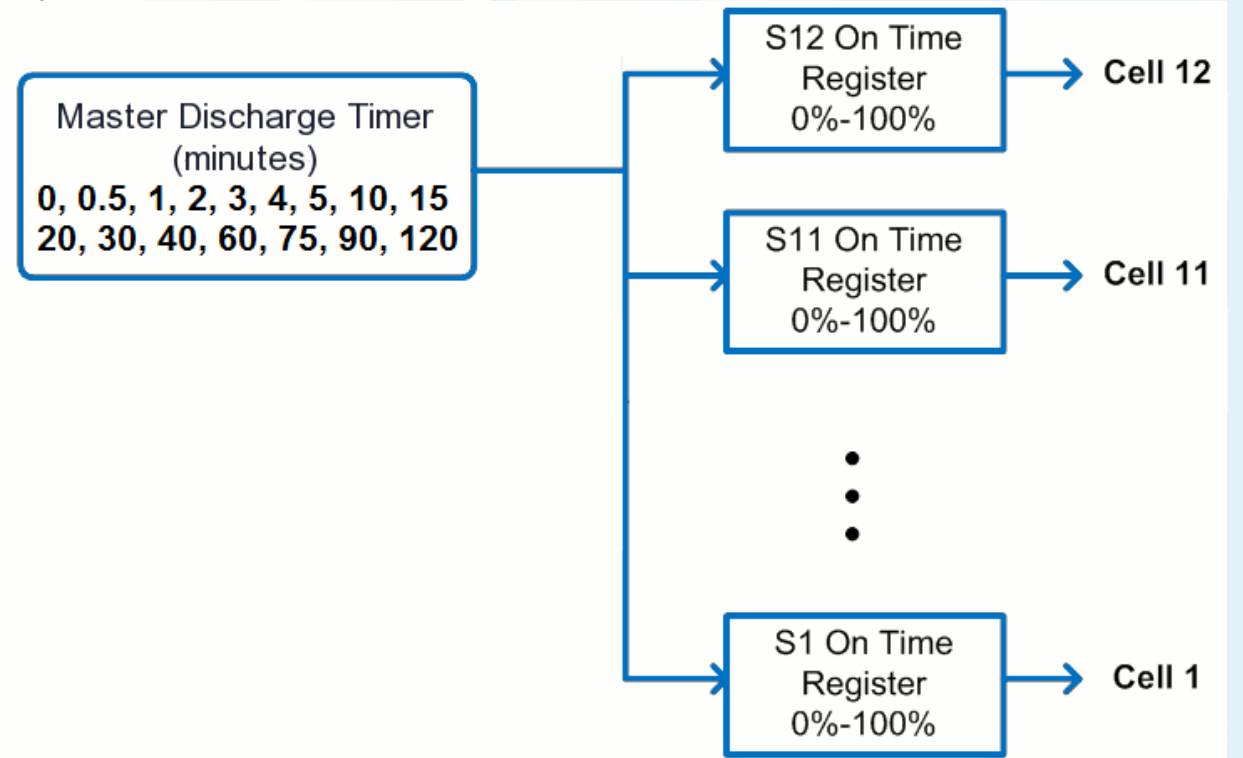 Master Discharge Timer
(minutes)
0, 0.5, 1, 2, 3, 4, 5, 10, 15
20, 30, 40, 60, 75, 90, 120
S12 On Time
Register
0%-100%
Cell 12
S11 On Time
Register
0%-100%
Cell 11
S1 On Time
Register
0%-100%
Cell 1